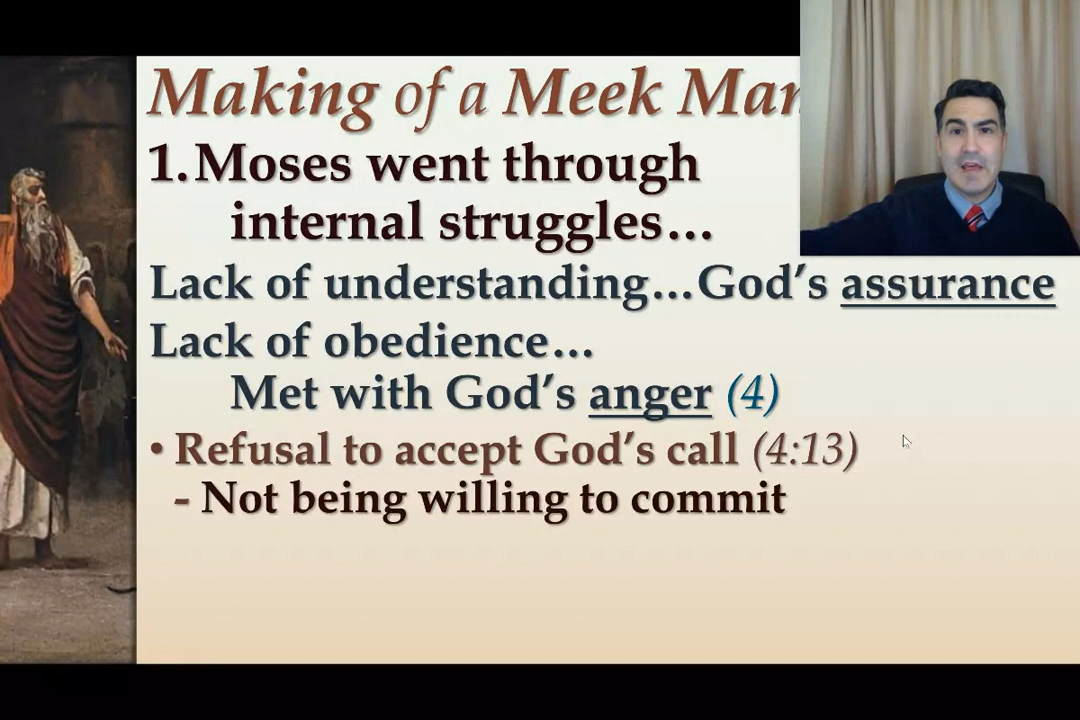 Making of a Meek Man
1. Moses went through
internal struggles…
Lack of understanding…God’s assurance
Lack of obedience…
Met with God’s anger (4)
• Refusal to accept God’s call (4:13)
- Not being willing to commit